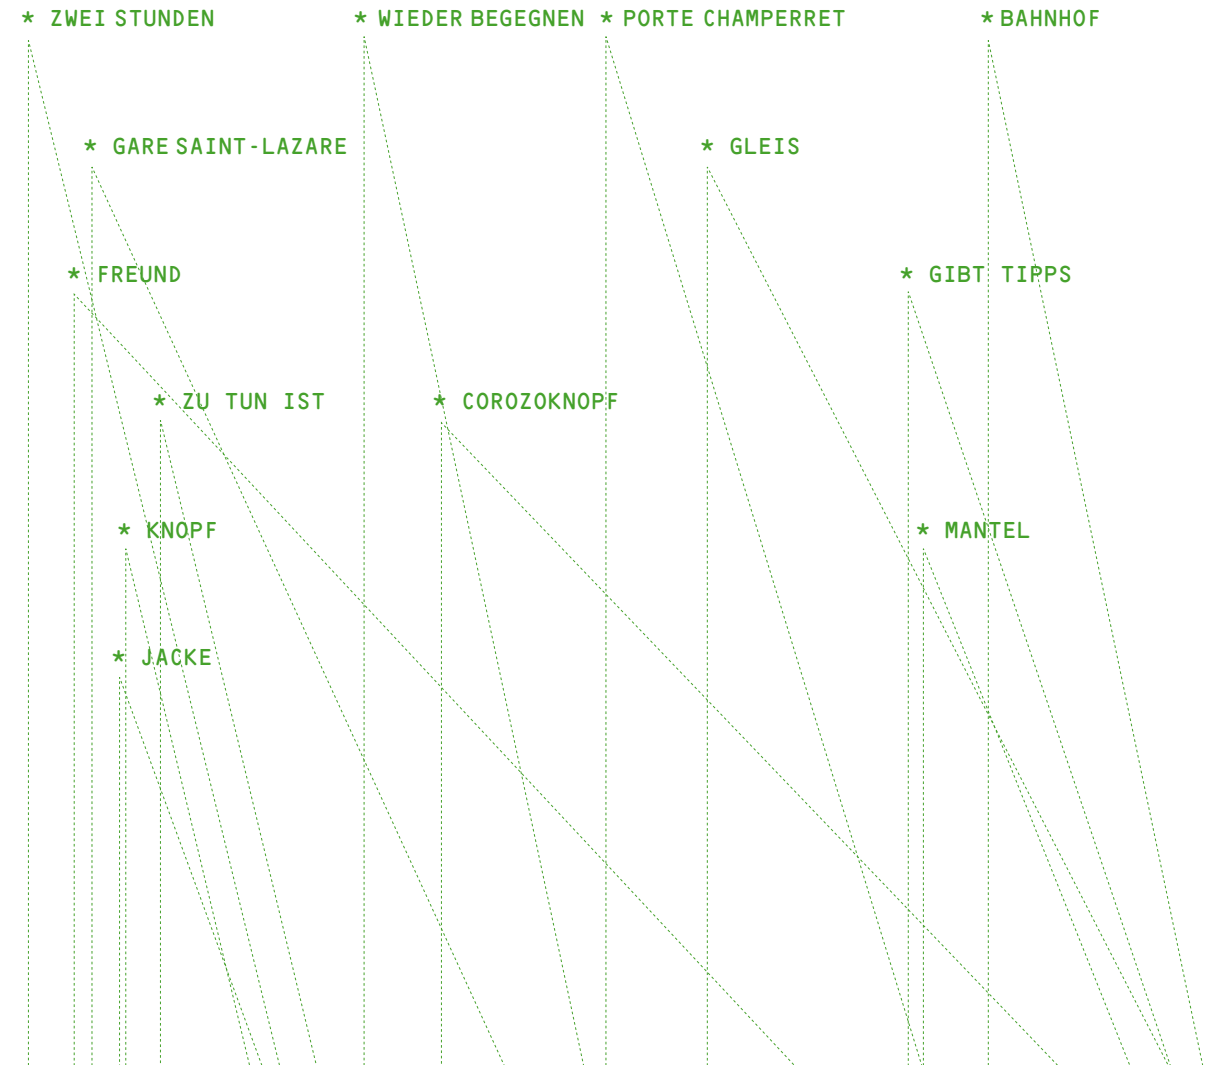 * ZWEI STUNDEN * WIEDER BEGEGNEN * PORTE CHAMPERRET * BAHNHOF
* GARE SAINT-LAZARE * GLEIS
* FREUND * GIBT TIPPS
* ZU TUN IST * COROZOKNOPF
* KNOPF * MANTEL
* JACKE